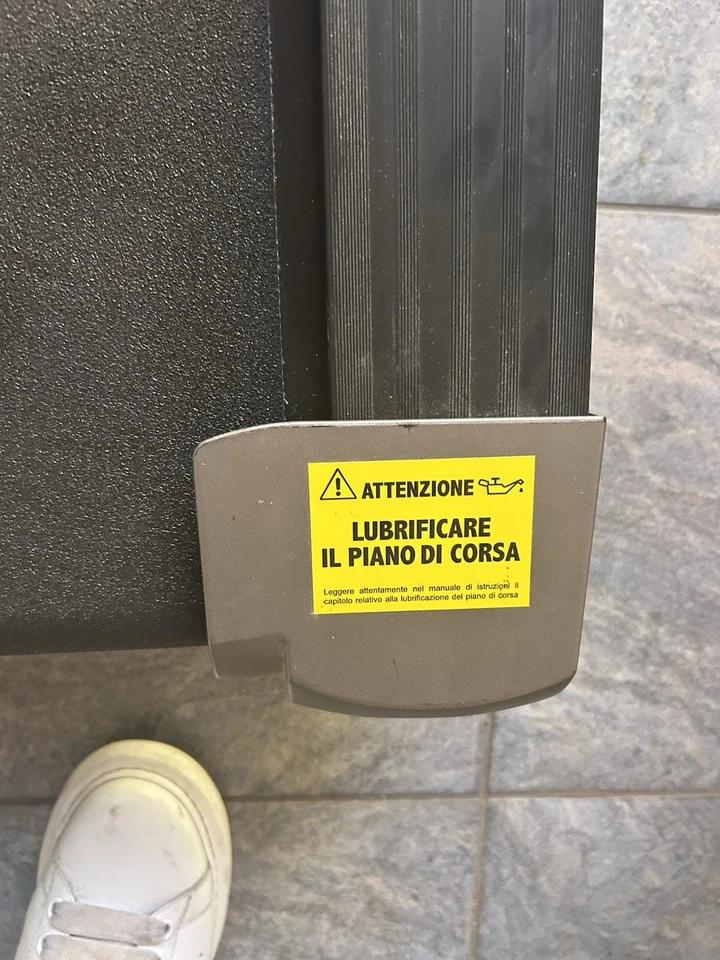 ATTENZIONE
LUBRIFICARE
IL PIANO DI CORSA
Leggere attentamente nel manuale di istruzioni il
capitolo relativo alla lubrificazione del piano di corsa